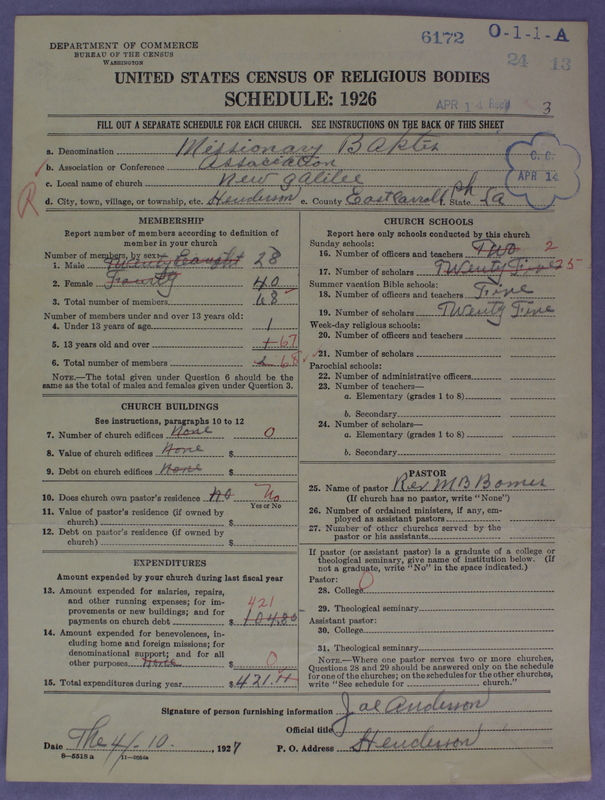 DEPARTMENT OF COMMERCE
BUREAU OF THE CENSUS
WASHINGTON
6172 O-1-1-A
24 13
UNITED STATES CENSUS OF RELIGIOUS BODIES
SCHEDULE: 1926
APR 14 3
FILL OUT A SEPARATE SCHEDULE FOR EACH CHURCH. SEE INSTRUCTIONS ON THE BACK OF THIS SHEET
a. Denomination Missionary Baptes
b. Association or Conference Association
C. C.
APR 14
c. Local name of church New Galilee
R
d. City, town, village, or township, etc. Henderson e. County East Carroll ph State La
MEMBERSHIP
Report number of members according to definition of
member in your church
Number of members, by sex:
1. Male 28
2. Female 40
3. Total number of members 68
Number of members under and over 13 years old:
4. Under 13 years of age 1
5. 13 years old and over 67
6. Total number of members 68
NOTE.—The total given under Question 6 should be the
same as the total of males and females given under Question 3.
CHURCH BUILDINGS
See instructions, paragraphs 10 to 12
7. Number of church edifices None 0
8. Value of church edifices None $
9. Debt on church edifices None $
10. Does church own pastor's residence no No
Yes or No
11. Value of pastor's residence (if owned by
church) $
12. Debt on pastor's residence (if owned by
church) $
EXPENDITURES
Amount expended by your church during last fiscal year
13. Amount expended for salaries, repairs,
and other running expenses; for im-
provements or new buildings; and for 421
payments on church debt $
14. Amount expended for benevolences, in-
cluding home and foreign missions; for
denominational support; and for all
other purposes None $ 0
15. Total expenditures during year $ 421.
CHURCH SCHOOLS
Report here only schools conducted by this church
Sunday schools:
16. Number of officers and teachers Two 2
17. Number of scholars Twenty Five 25
Summer vacation Bible schools:
18. Number of officers and teachers Five
19. Number of scholars Twenty Five
Week-day religious schools:
20. Number of officers and teachers
21. Number of scholars
Parochial schools:
22. Number of administrative officers
23. Number of teachers—
a. Elementary (grades 1 to 8)
b. Secondary
24. Number of scholars—
a. Elementary (grades 1 to 8)
b. Secondary
PASTOR
25. Name of pastor Rev M B Bomer
(If church has no pastor, write "None")
26. Number of ordained ministers, if any, em-
ployed as assistant pastors
27. Number of other churches served by the
pastor or his assistants
If pastor (or assistant pastor) is a graduate of a college or
theological seminary, give name of institution below. (If
not a graduate, write "No" in the space indicated.)
Pastor:
28. College 0
29. Theological seminary
Assistant pastor:
30. College
31. Theological seminary
NOTE.—Where one pastor serves two or more churches,
Questions 28 and 29 should be answered only on the schedule
for one of the churches; on the schedules for the other churches,
write "See schedule for church."
Signature of person furnishing information Joe Anderson
Official title
Date The 4/-10. , 1927 P. O. Address Henderson
8—5518 a